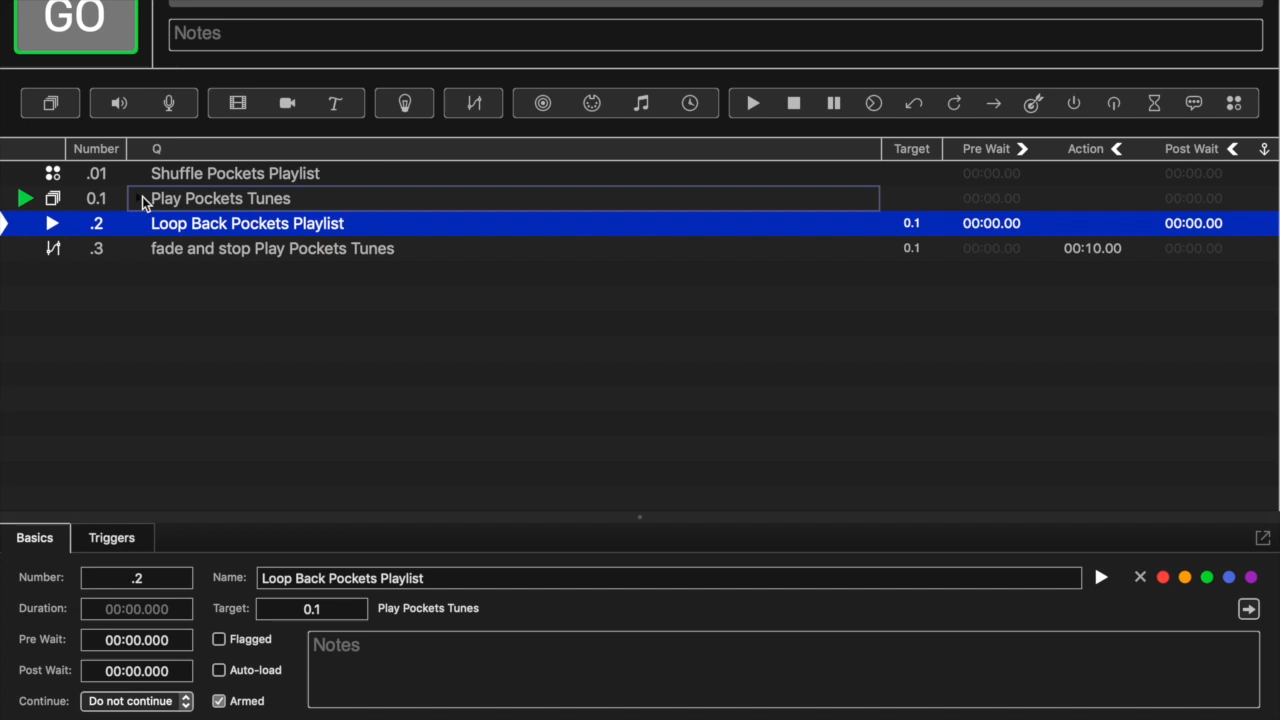 GO
Notes
Number Q Target Pre Wait Action Post Wait
.01 Shuffle Pockets Playlist 00:00.00 00:00.00
0.1 Play Pockets Tunes 00:00.00 00:00.00
.2 Loop Back Pockets Playlist 0.1 00:00.00 00:00.00
.3 fade and stop Play Pockets Tunes 0.1 00:00.00 00:10.00 00:00.00
Basics Triggers
Number: .2 Name: Loop Back Pockets Playlist
Duration: 00:00.000 Target: 0.1 Play Pockets Tunes
Pre Wait: 00:00.000 Flagged Notes
Post Wait: 00:00.000 Auto-load
Continue: Do not continue Armed